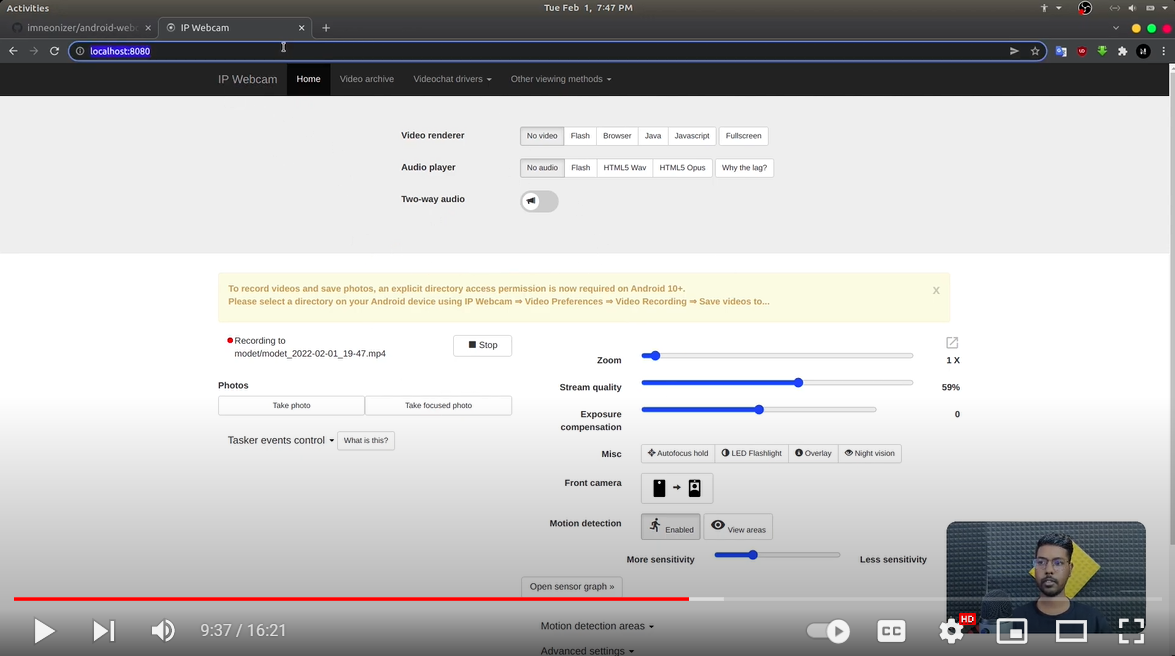 Activities
Tue Feb 1, 7:47 PM
imneonizer/android-web
IP Webcam
localhost:8080
IP Webcam Home Video archive Videochat drivers Other viewing methods
Video renderer No video Flash Browser Java Javascript Fullscreen
Audio player No audio Flash HTML5 Wav HTML5 Opus Why the lag?
Two-way audio
To record videos and save photos, an explicit directory access permission is now required on Android 10+.
Please select a directory on your Android device using IP Webcam ⇒ Video Preferences ⇒ Video Recording ⇒ Save videos to...
x
Recording to
modet/modet_2022-02-01_19-47.mp4
Stop
Photos
Take photo Take focused photo
Tasker events control What is this?
Zoom 1 X
Stream quality 59%
Exposure 0
compensation
Misc Autofocus hold LED Flashlight Overlay Night vision
Front camera
Motion detection Enabled View areas
More sensitivity Less sensitivity
Open sensor graph »
Motion detection areas
Advanced settings
9:37 / 16:21
CC
HD